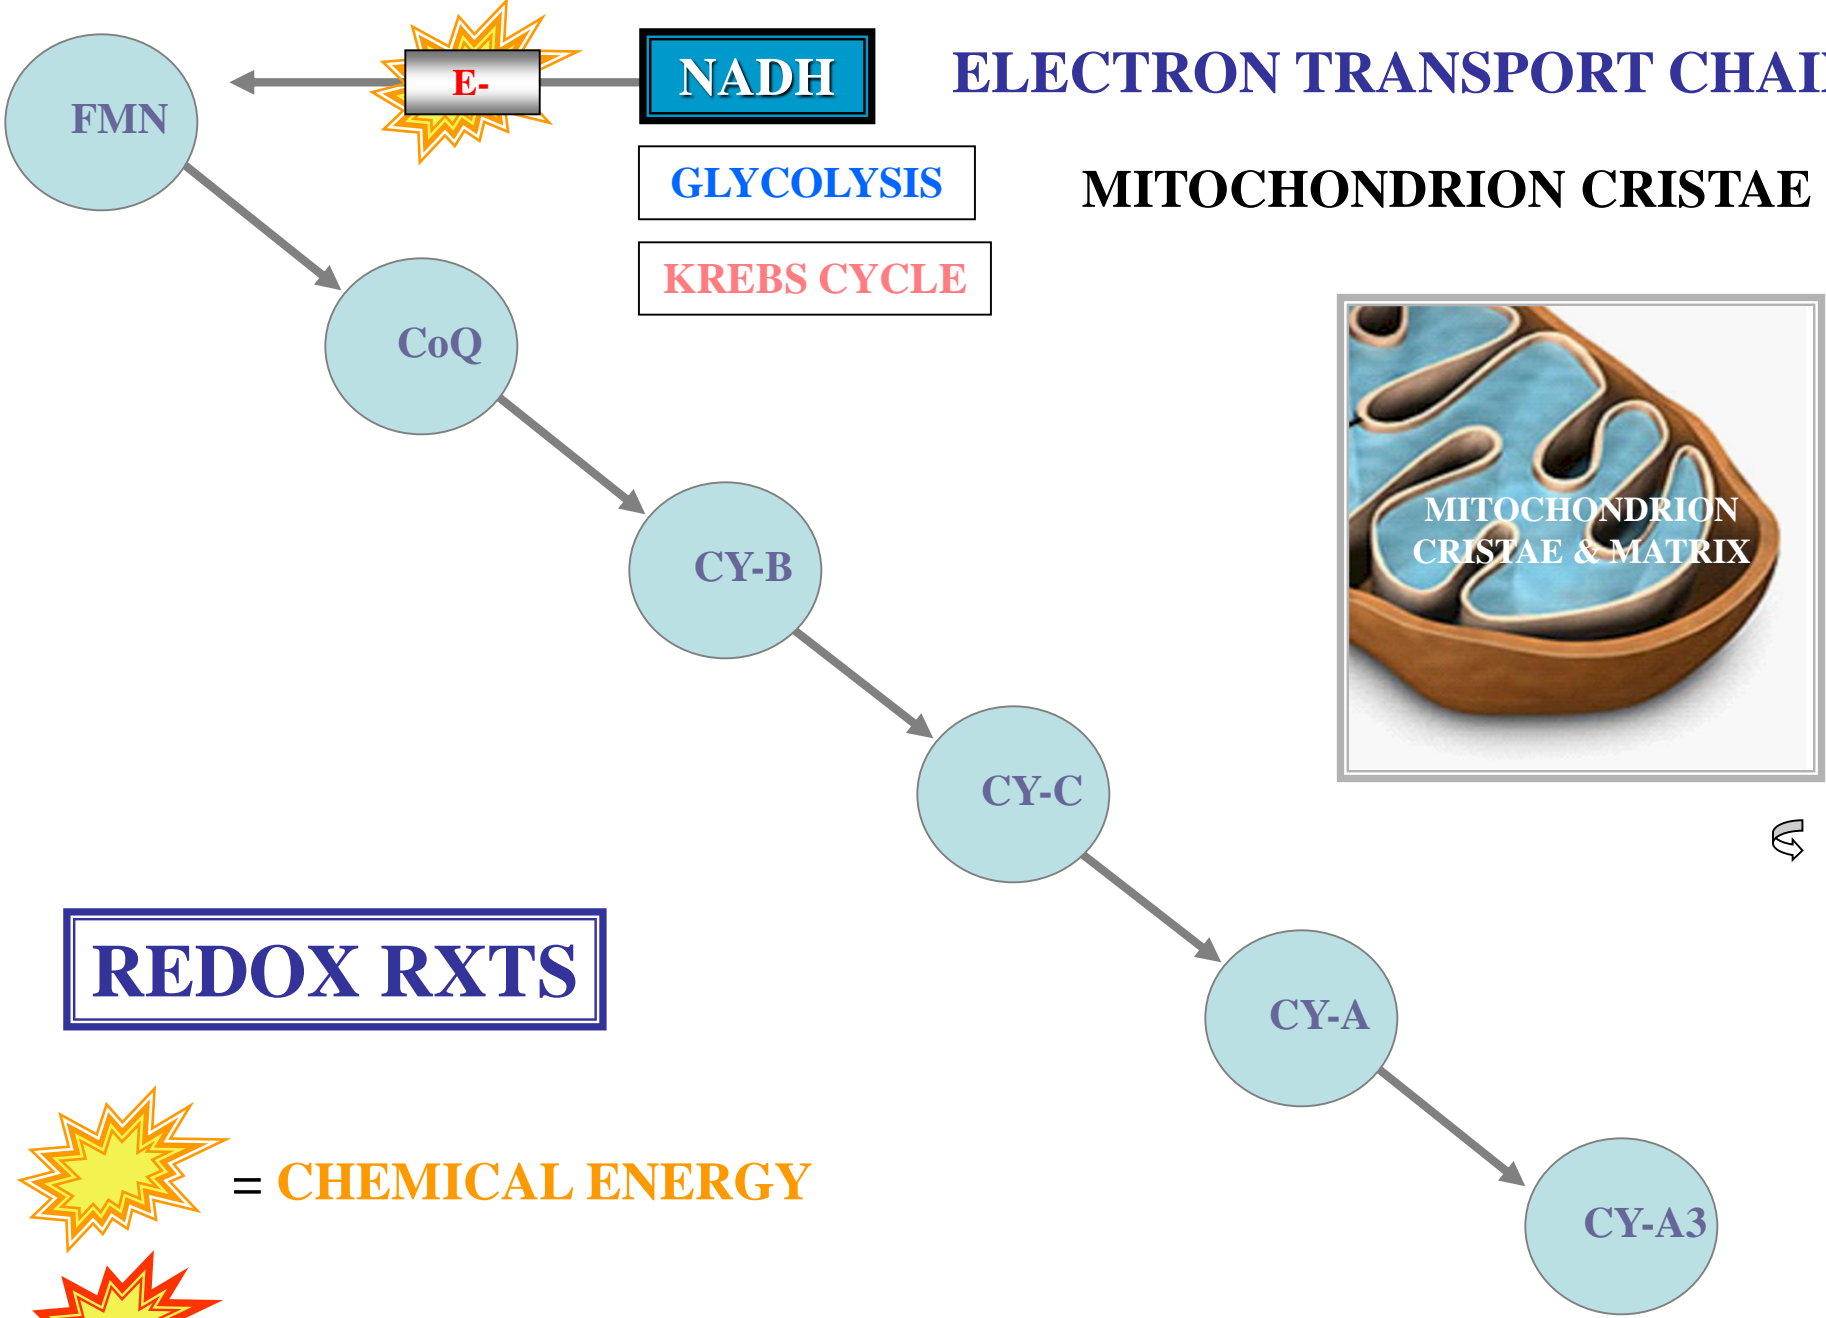 FMN
E-
NADH
ELECTRON TRANSPORT CHAI
GLYCOLYSIS
MITOCHONDRION CRISTAE
KREBS CYCLE
CoQ
MITOCHONDRION
CRISTAE & MATRIX
CY-B
CY-C
REDOX RXTS
CY-A
= CHEMICAL ENERGY
CY-A3